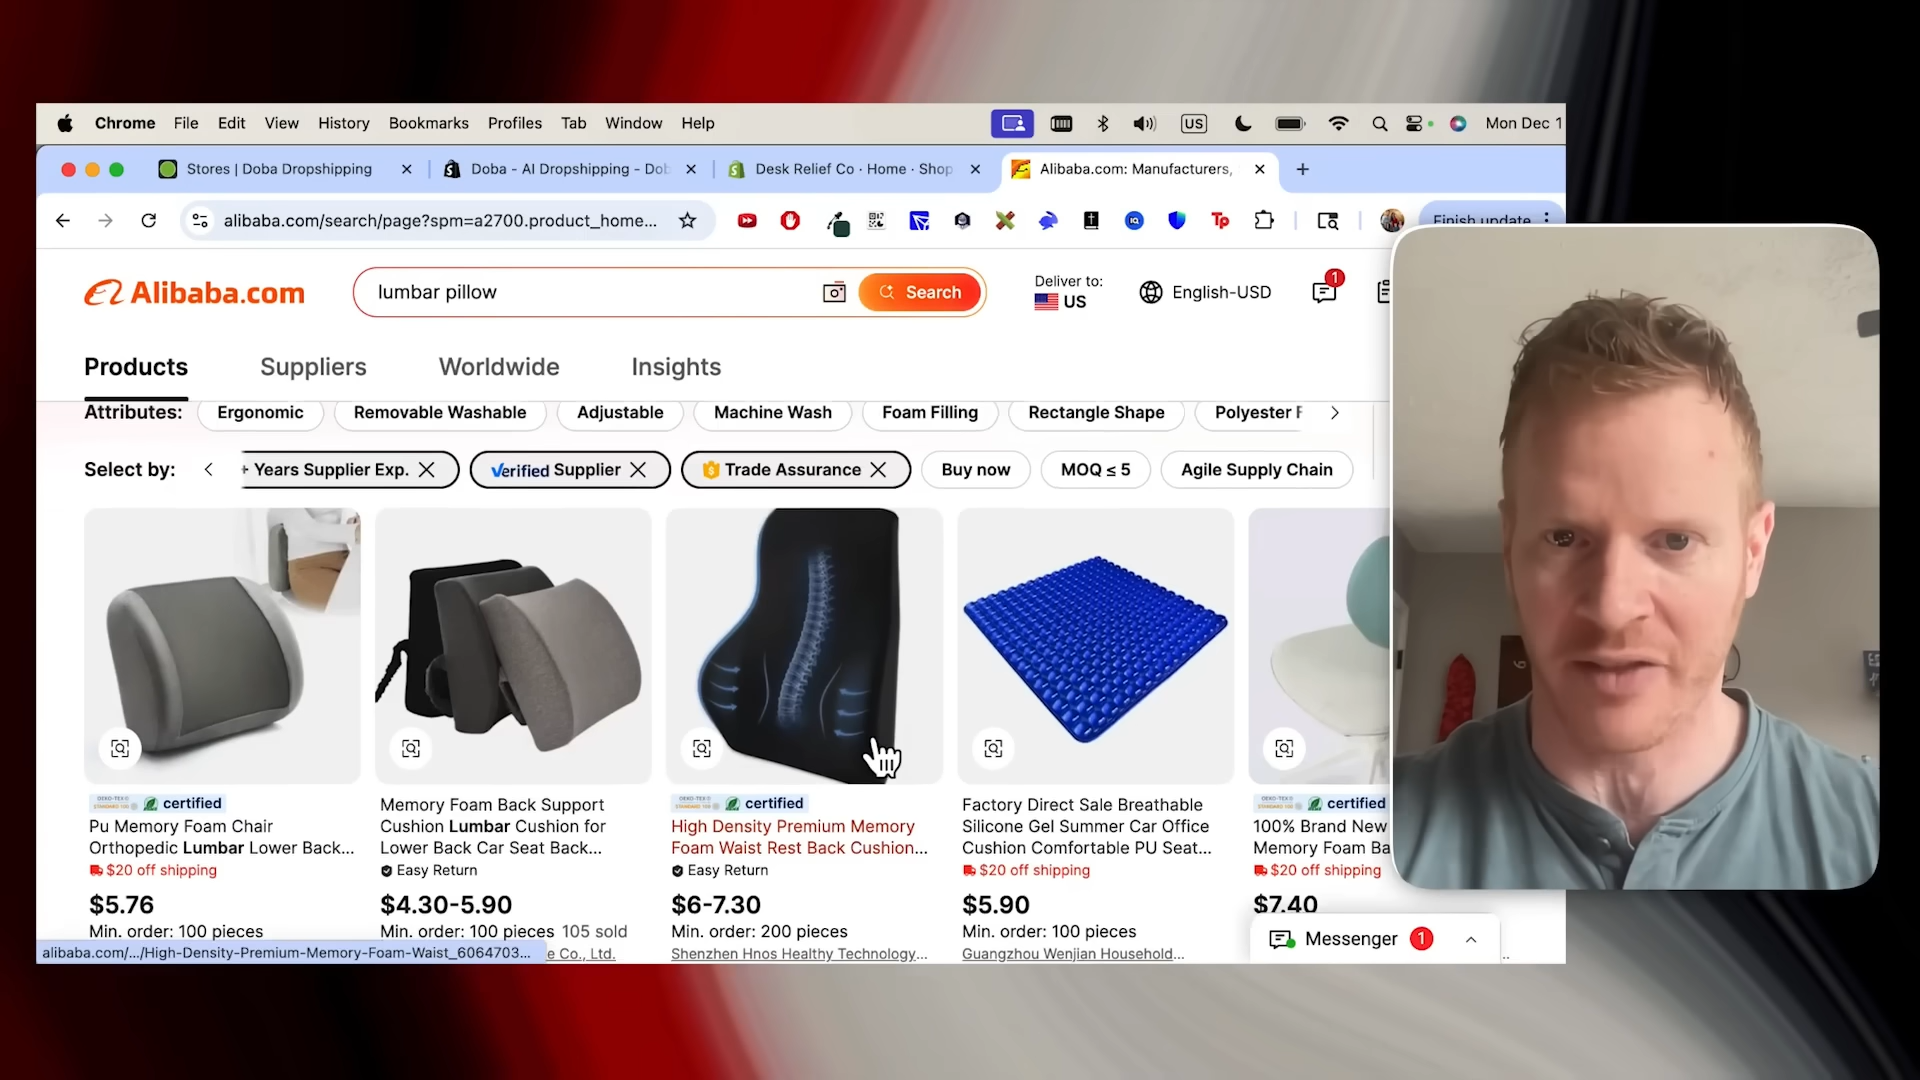 Chrome File Edit View History Bookmarks Profiles Tab Window Help US Mon Dec 1
Stores | Doba Dropshipping Doba - AI Dropshipping - Dob Desk Relief Co · Home · Shop Alibaba.com: Manufacturers,
alibaba.com/search/page?spm=a2700.product_home... Finish update
Alibaba.com lumbar pillow Search Deliver to: US English-USD 1
Products Suppliers Worldwide Insights
Attributes: Ergonomic Removable Washable Adjustable Machine Wash Foam Filling Rectangle Shape Polyester
Select by: + Years Supplier Exp. Verified Supplier Trade Assurance Buy now MOQ ≤ 5 Agile Supply Chain
certified
Pu Memory Foam Chair
Orthopedic Lumbar Lower Back...
$20 off shipping
$5.76
Min. order: 100 pieces
Memory Foam Back Support
Cushion Lumbar Cushion for
Lower Back Car Seat Back...
Easy Return
$4.30-5.90
Min. order: 100 pieces 105 sold
e Co., Ltd.
certified
High Density Premium Memory
Foam Waist Rest Back Cushion...
Easy Return
$6-7.30
Min. order: 200 pieces
Shenzhen Hnos Healthy Technology...
Factory Direct Sale Breathable
Silicone Gel Summer Car Office
Cushion Comfortable PU Seat...
$20 off shipping
$5.90
Min. order: 100 pieces
Guangzhou Wenjian Household...
certified
100% Brand New
Memory Foam Ba
$20 off shipping
$7.40
Messenger 1
alibaba.com/.../High-Density-Premium-Memory-Foam-Waist_6064703...